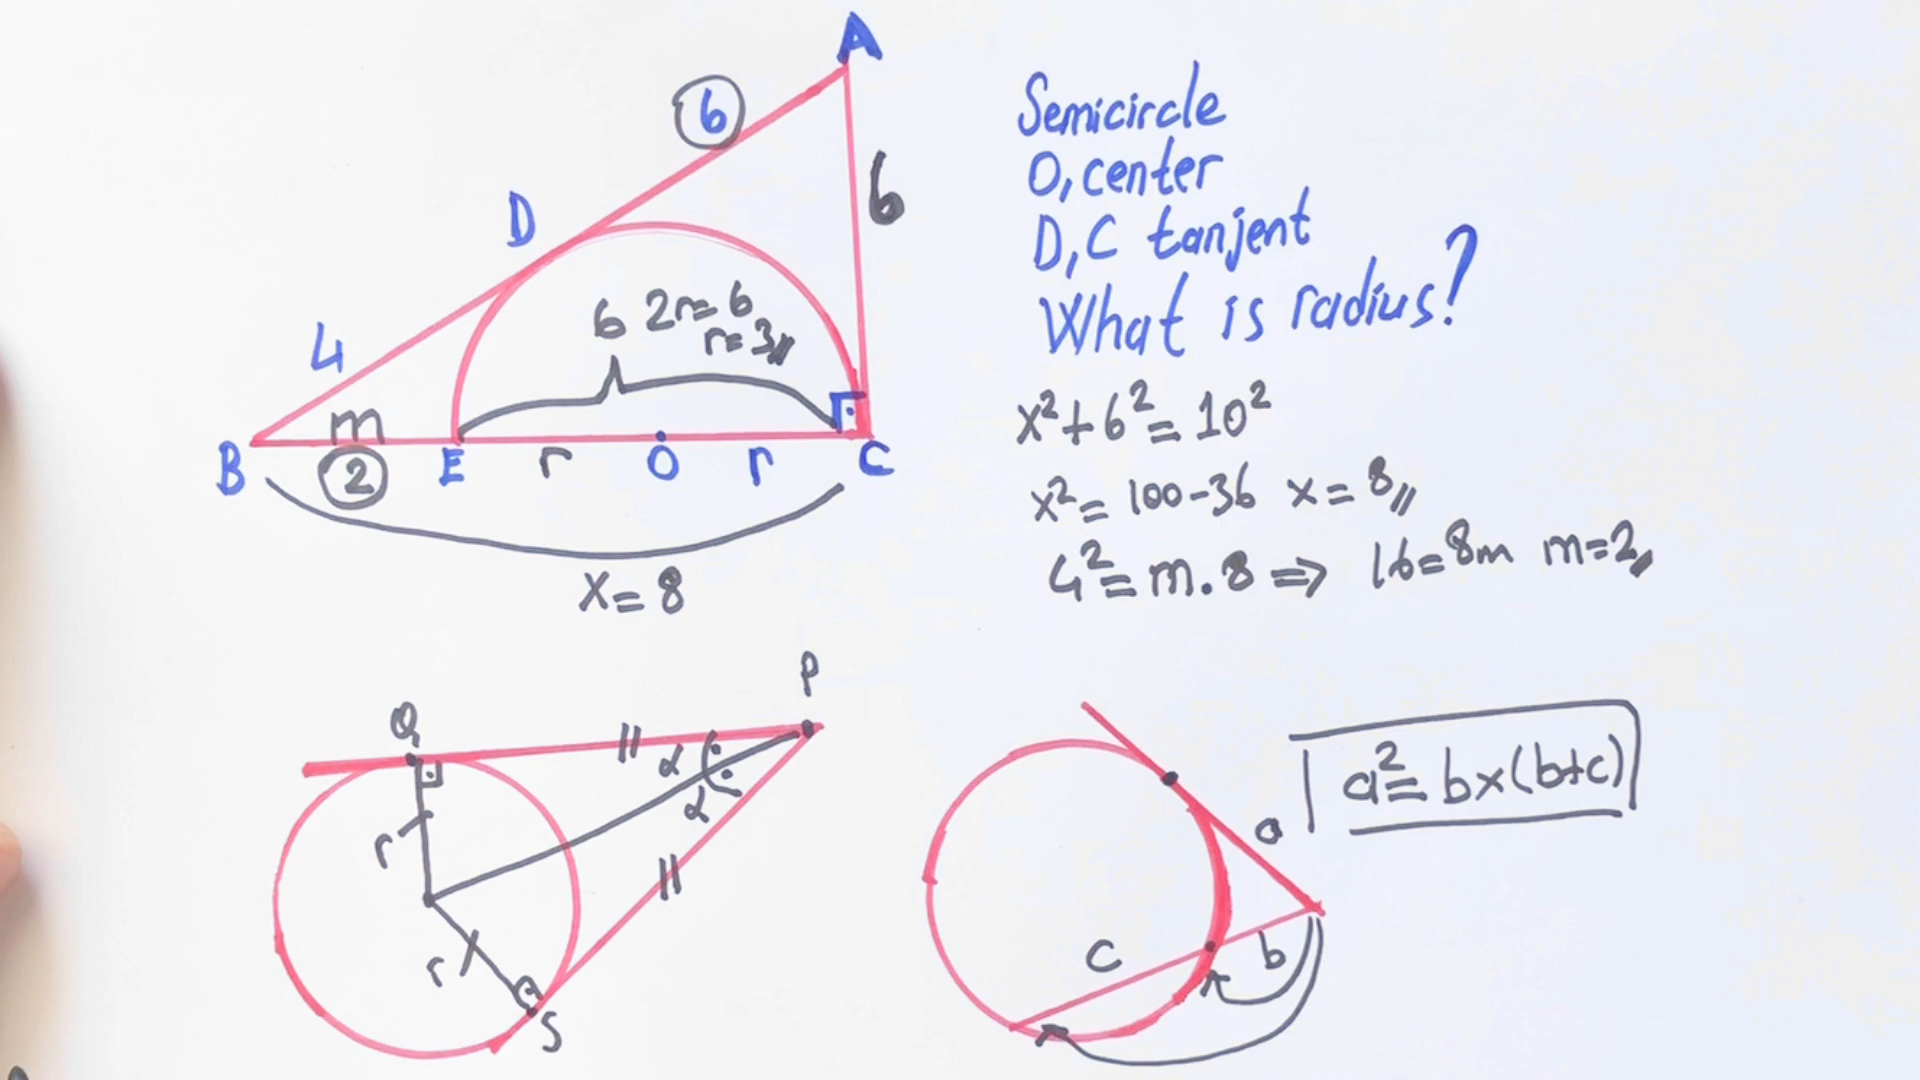 A
6
D
6
4
6 2r=6
r=3//
m
B
2
E
r
O
r
C
x=8
Semicircle
O, center
D, C tanjent
What is radius?
x²+6²=10²
x²=100-36 x=8//
4²=m.8⇒ 16=8m m=2//
P
Q
α
α
r
r
S
a
c
b
a²=bx(b+c)